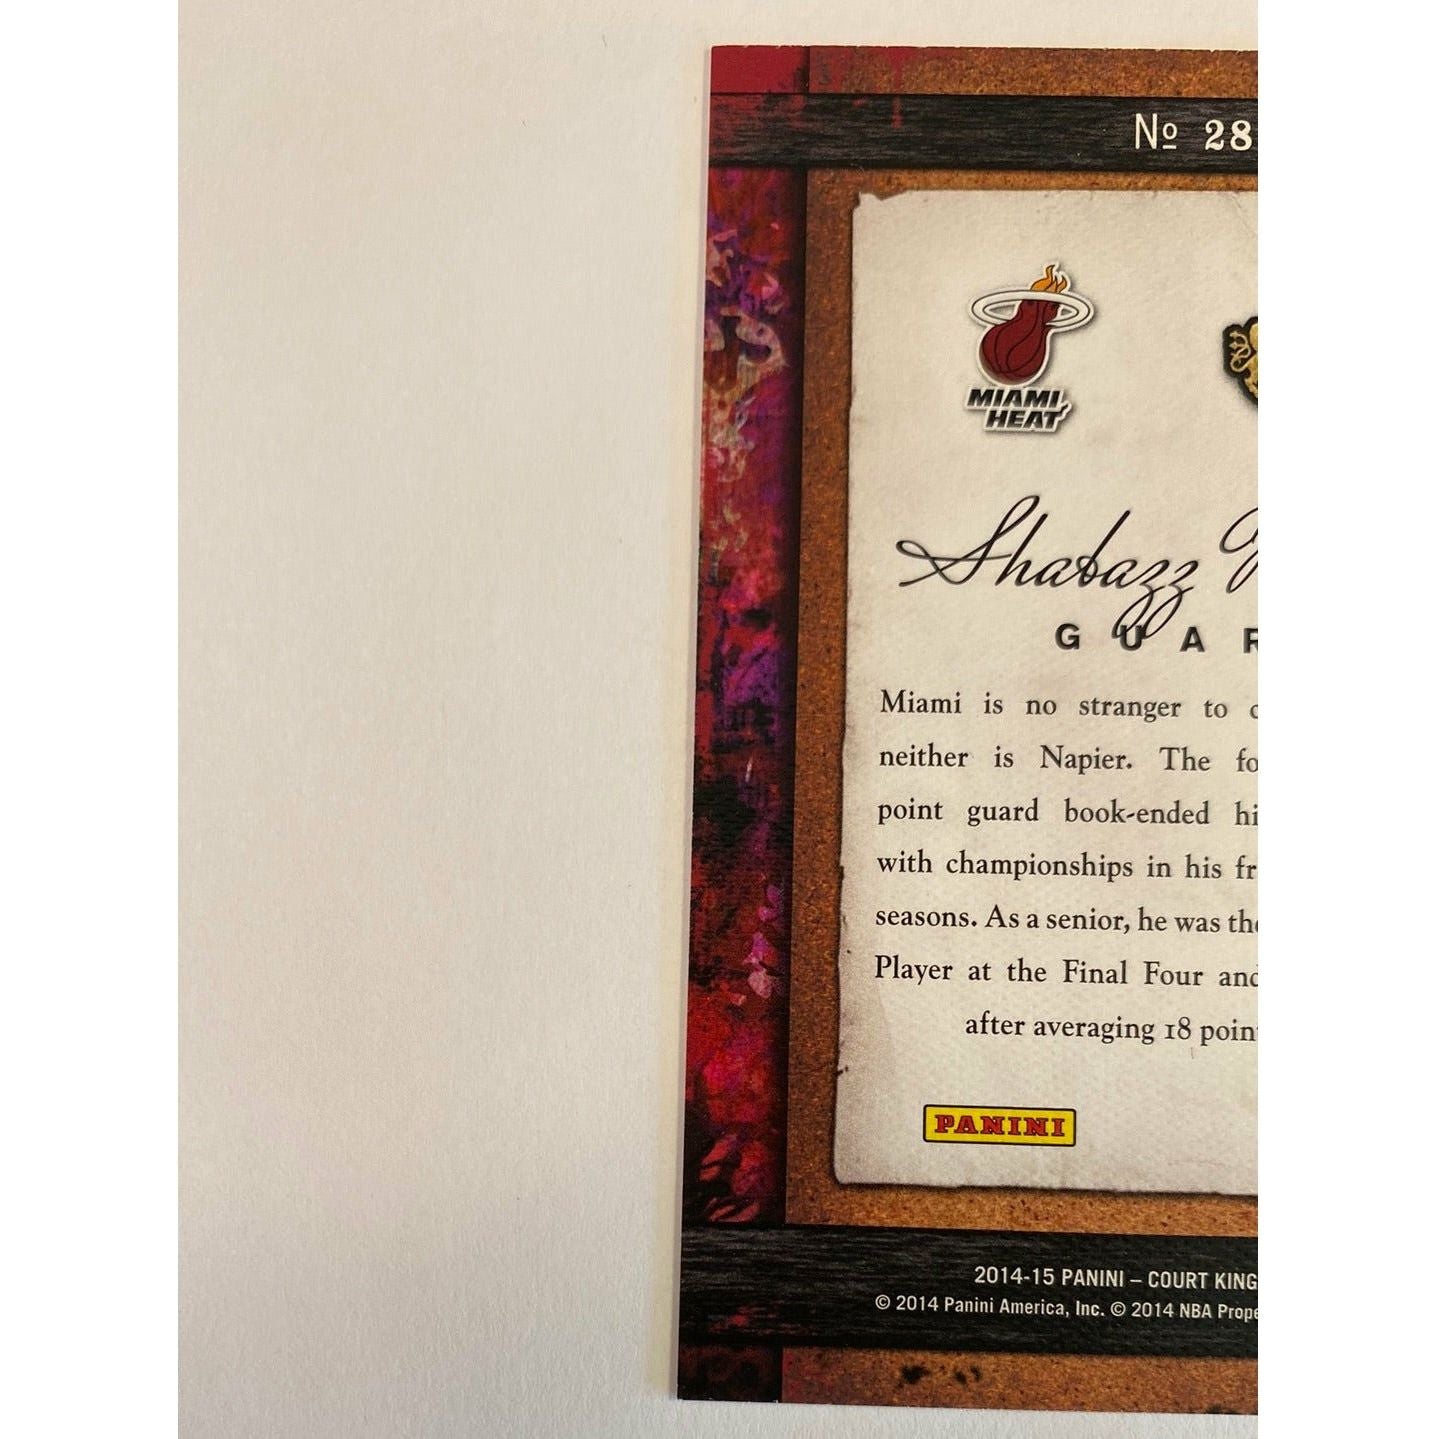 Nº 28
MIAMI
HEAT
Shabazz
GUAR
Miami is no stranger to
neither is Napier. The fo
point guard book-ended hi
with championships in his fr
seasons. As a senior, he was the
Player at the Final Four and
after averaging 18 poin
PANINI
2014-15 PANINI – COURT KING
© 2014 Panini America, Inc. © 2014 NBA Prope